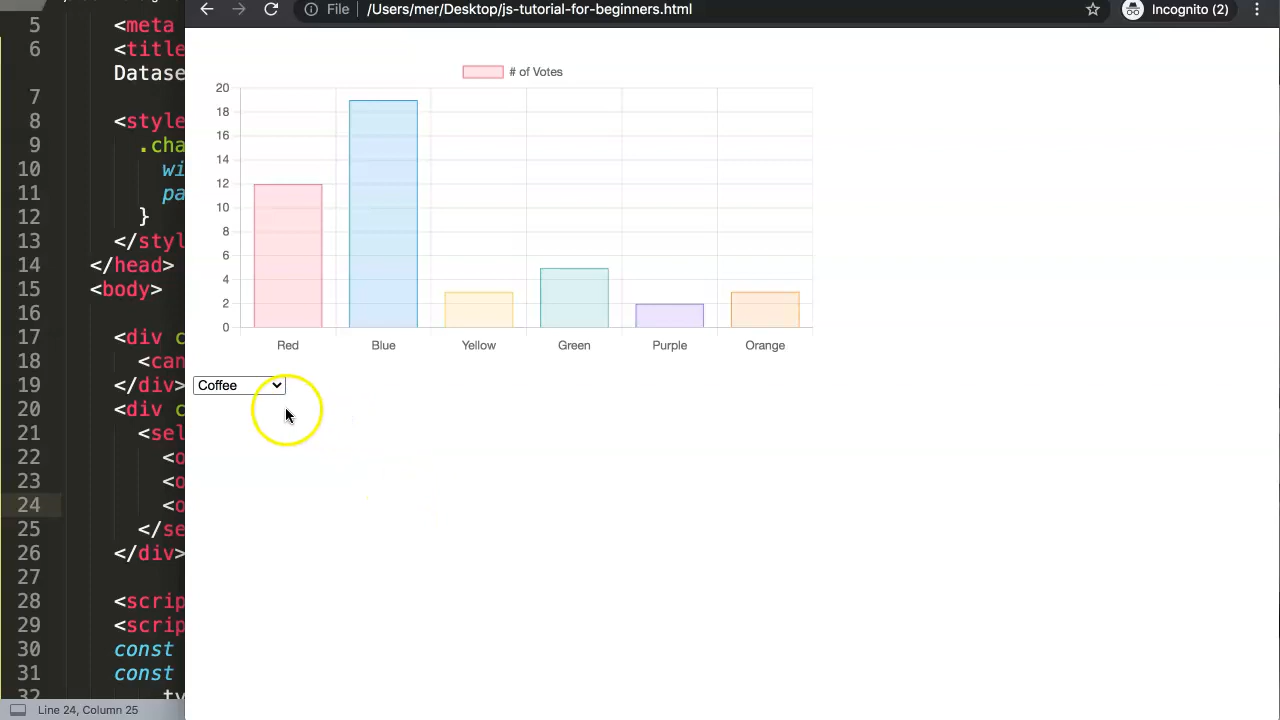 File /Users/mer/Desktop/js-tutorial-for-beginners.html Incognito (2)
5 <meta
6 <title
Datase
7
8 <style
9 .cha
10 wi
11 pa
12 }
13 </styl
14 </head>
15 <body>
16
17 <div c
18 <can
19 </div>
20 <div c
21 <sel
22 <o
23 <o
24 <o
25 </se
26 </div>
27
28 <scrip
29 <scrip
30 const
31 const
32 ty
Line 24, Column 25
# of Votes
20
18
16
14
12
10
8
6
4
2
0
Red Blue Yellow Green Purple Orange
Coffee